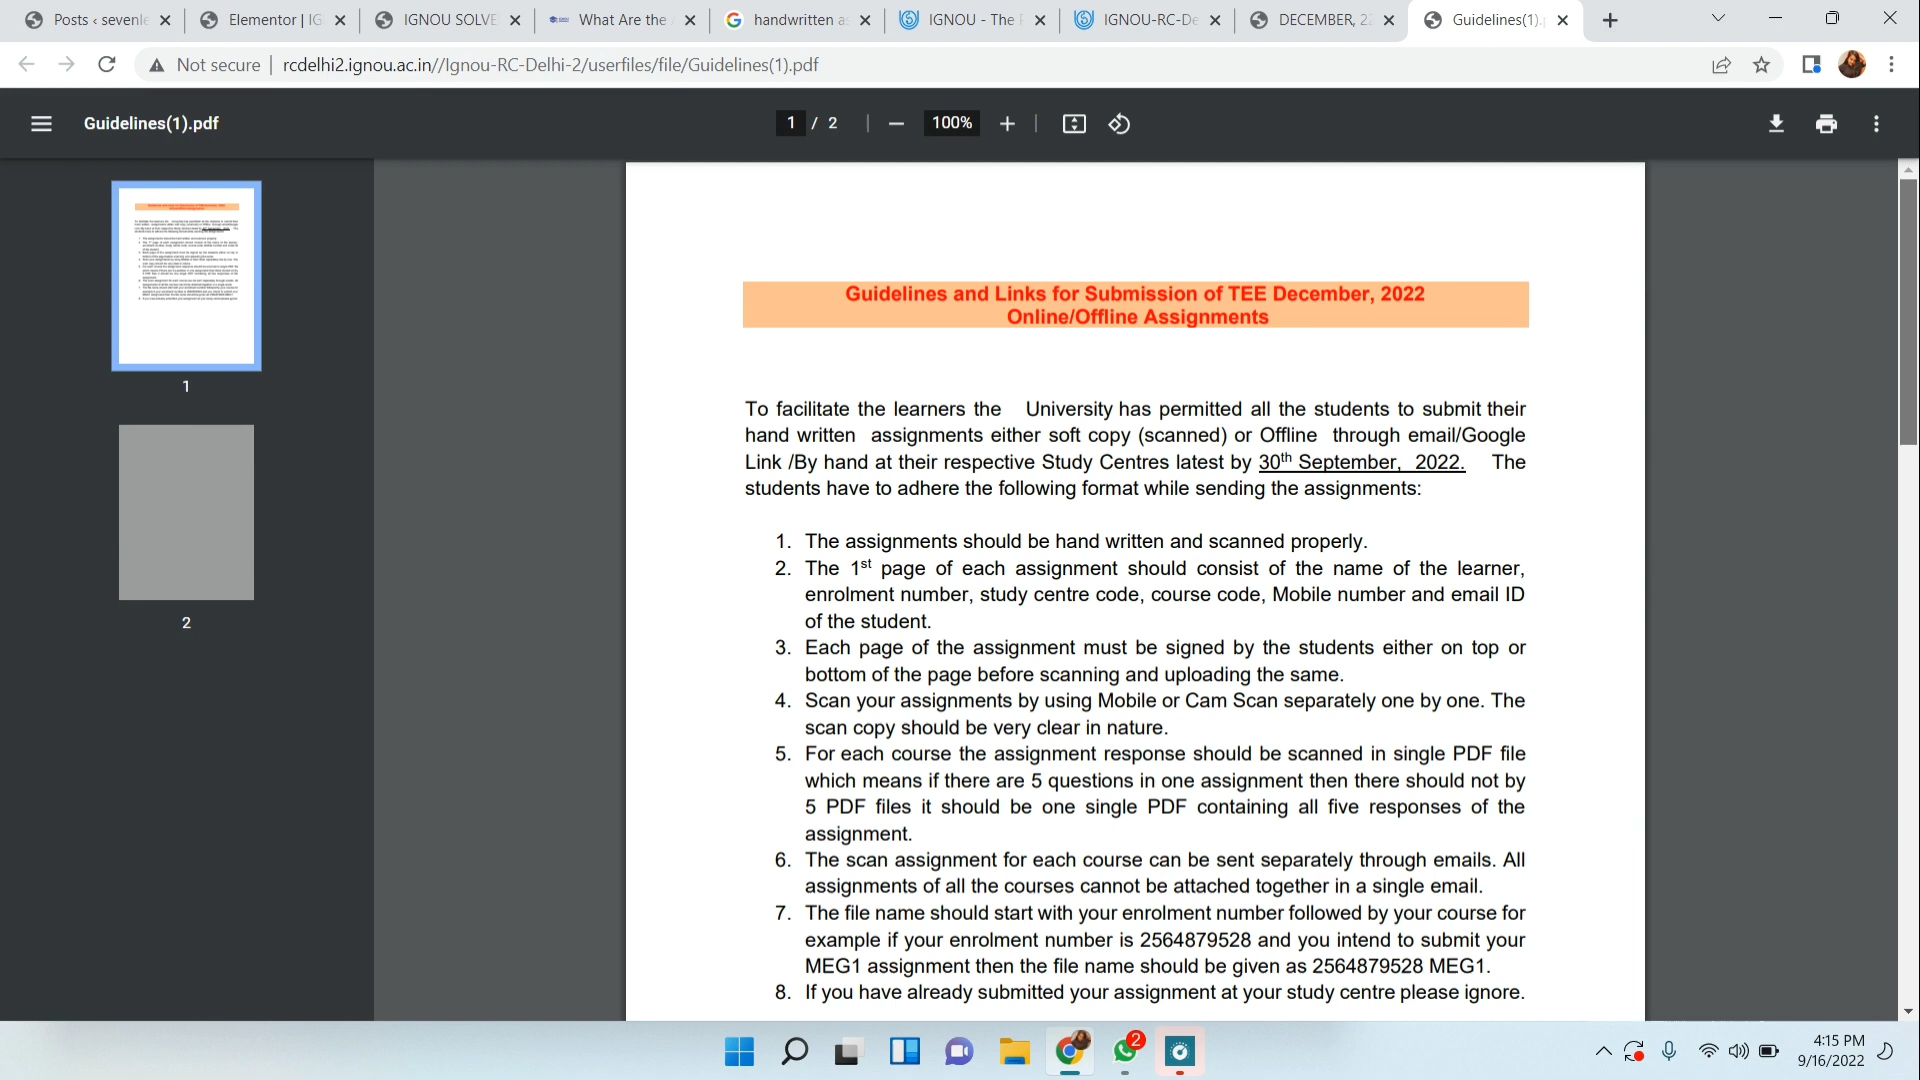 Posts ‹ sevenle
Elementor | IG
IGNOU SOLVE
What Are the
handwritten as
IGNOU - The
IGNOU-RC-De
DECEMBER, 2
Guidelines(1).
Not secure
rcdelhi2.ignou.ac.in//Ignou-RC-Delhi-2/userfiles/file/Guidelines(1).pdf
Guidelines(1).pdf
1 / 2
100%
1
2
Guidelines and Links for Submission of TEE December, 2022
Online/Offline Assignments
To facilitate the learners the University has permitted all the students to submit their
hand written assignments either soft copy (scanned) or Offline through email/Google
Link /By hand at their respective Study Centres latest by 30th September, 2022. The
students have to adhere the following format while sending the assignments:
1. The assignments should be hand written and scanned properly.
2. The 1st page of each assignment should consist of the name of the learner,
enrolment number, study centre code, course code, Mobile number and email ID
of the student.
3. Each page of the assignment must be signed by the students either on top or
bottom of the page before scanning and uploading the same.
4. Scan your assignments by using Mobile or Cam Scan separately one by one. The
scan copy should be very clear in nature.
5. For each course the assignment response should be scanned in single PDF file
which means if there are 5 questions in one assignment then there should not by
5 PDF files it should be one single PDF containing all five responses of the
assignment.
6. The scan assignment for each course can be sent separately through emails. All
assignments of all the courses cannot be attached together in a single email.
7. The file name should start with your enrolment number followed by your course for
example if your enrolment number is 2564879528 and you intend to submit your
MEG1 assignment then the file name should be given as 2564879528 MEG1.
8. If you have already submitted your assignment at your study centre please ignore.
2
4:15 PM
9/16/2022